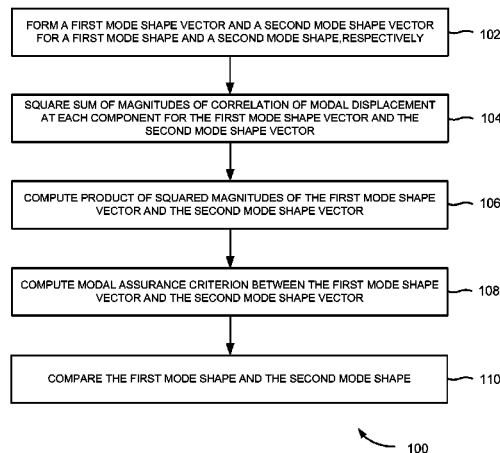 FORM A FIRST MODE SHAPE VECTOR AND A SECOND MODE SHAPE VECTOR
FOR A FIRST MODE SHAPE AND A SECOND MODE SHAPE,RESPECTIVELY
102
SQUARE SUM OF MAGNITUDES OF CORRELATION OF MODAL DISPLACEMENT
AT EACH COMPONENT FOR THE FIRST MODE SHAPE VECTOR AND THE
SECOND MODE SHAPE VECTOR
104
COMPUTE PRODUCT OF SQUARED MAGNITUDES OF THE FIRST MODE SHAPE
VECTOR AND THE SECOND MODE SHAPE VECTOR
106
COMPUTE MODAL ASSURANCE CRITERION BETWEEN THE FIRST MODE SHAPE
VECTOR AND THE SECOND MODE SHAPE VECTOR
108
COMPARE THE FIRST MODE SHAPE AND THE SECOND MODE SHAPE
110
100